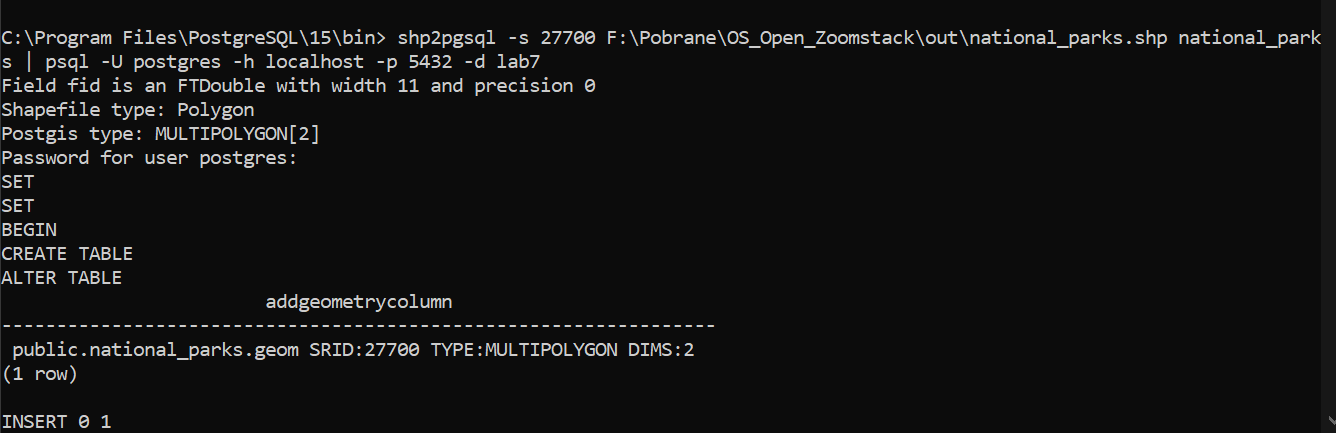 C:\Program Files\PostgreSQL\15\bin> shp2pgsql -s 27700 F:\Pobrane\OS_Open_Zoomstack\out\national_parks.shp national_park
s | psql -U postgres -h localhost -p 5432 -d lab7
Field fid is an FTDouble with width 11 and precision 0
Shapefile type: Polygon
Postgis type: MULTIPOLYGON[2]
Password for user postgres:
SET
SET
BEGIN
CREATE TABLE
ALTER TABLE
                        addgeometrycolumn
-----------------------------------------------------------------
 public.national_parks.geom SRID:27700 TYPE:MULTIPOLYGON DIMS:2
(1 row)

INSERT 0 1